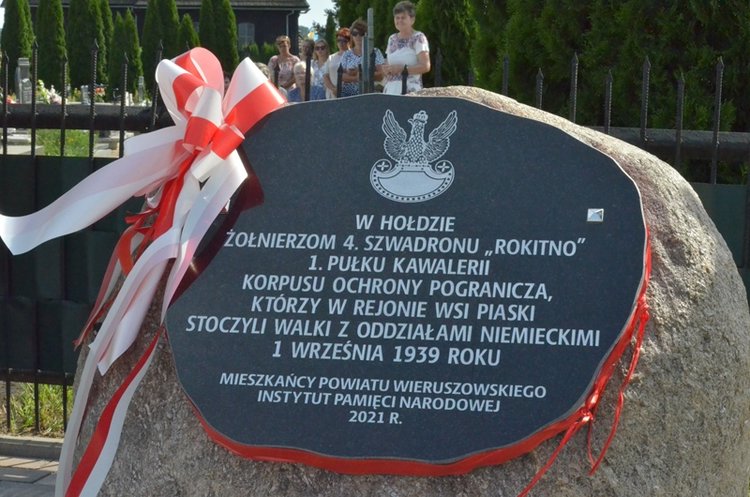 W HOŁDZIE
ŻOŁNIERZOM 4. SZWADRONU „ROKITNO”
1. PUŁKU KAWALERII
KORPUSU OCHRONY POGRANICZA,
KTÓRZY W REJONIE WSI PIASKI
STOCZYLI WALKI Z ODDZIAŁAMI NIEMIECKIMI
1 WRZEŚNIA 1939 ROKU
MIESZKAŃCY POWIATU WIERUSZOWSKIEGO
INSTYTUT PAMIĘCI NARODOWEJ
2021 R.